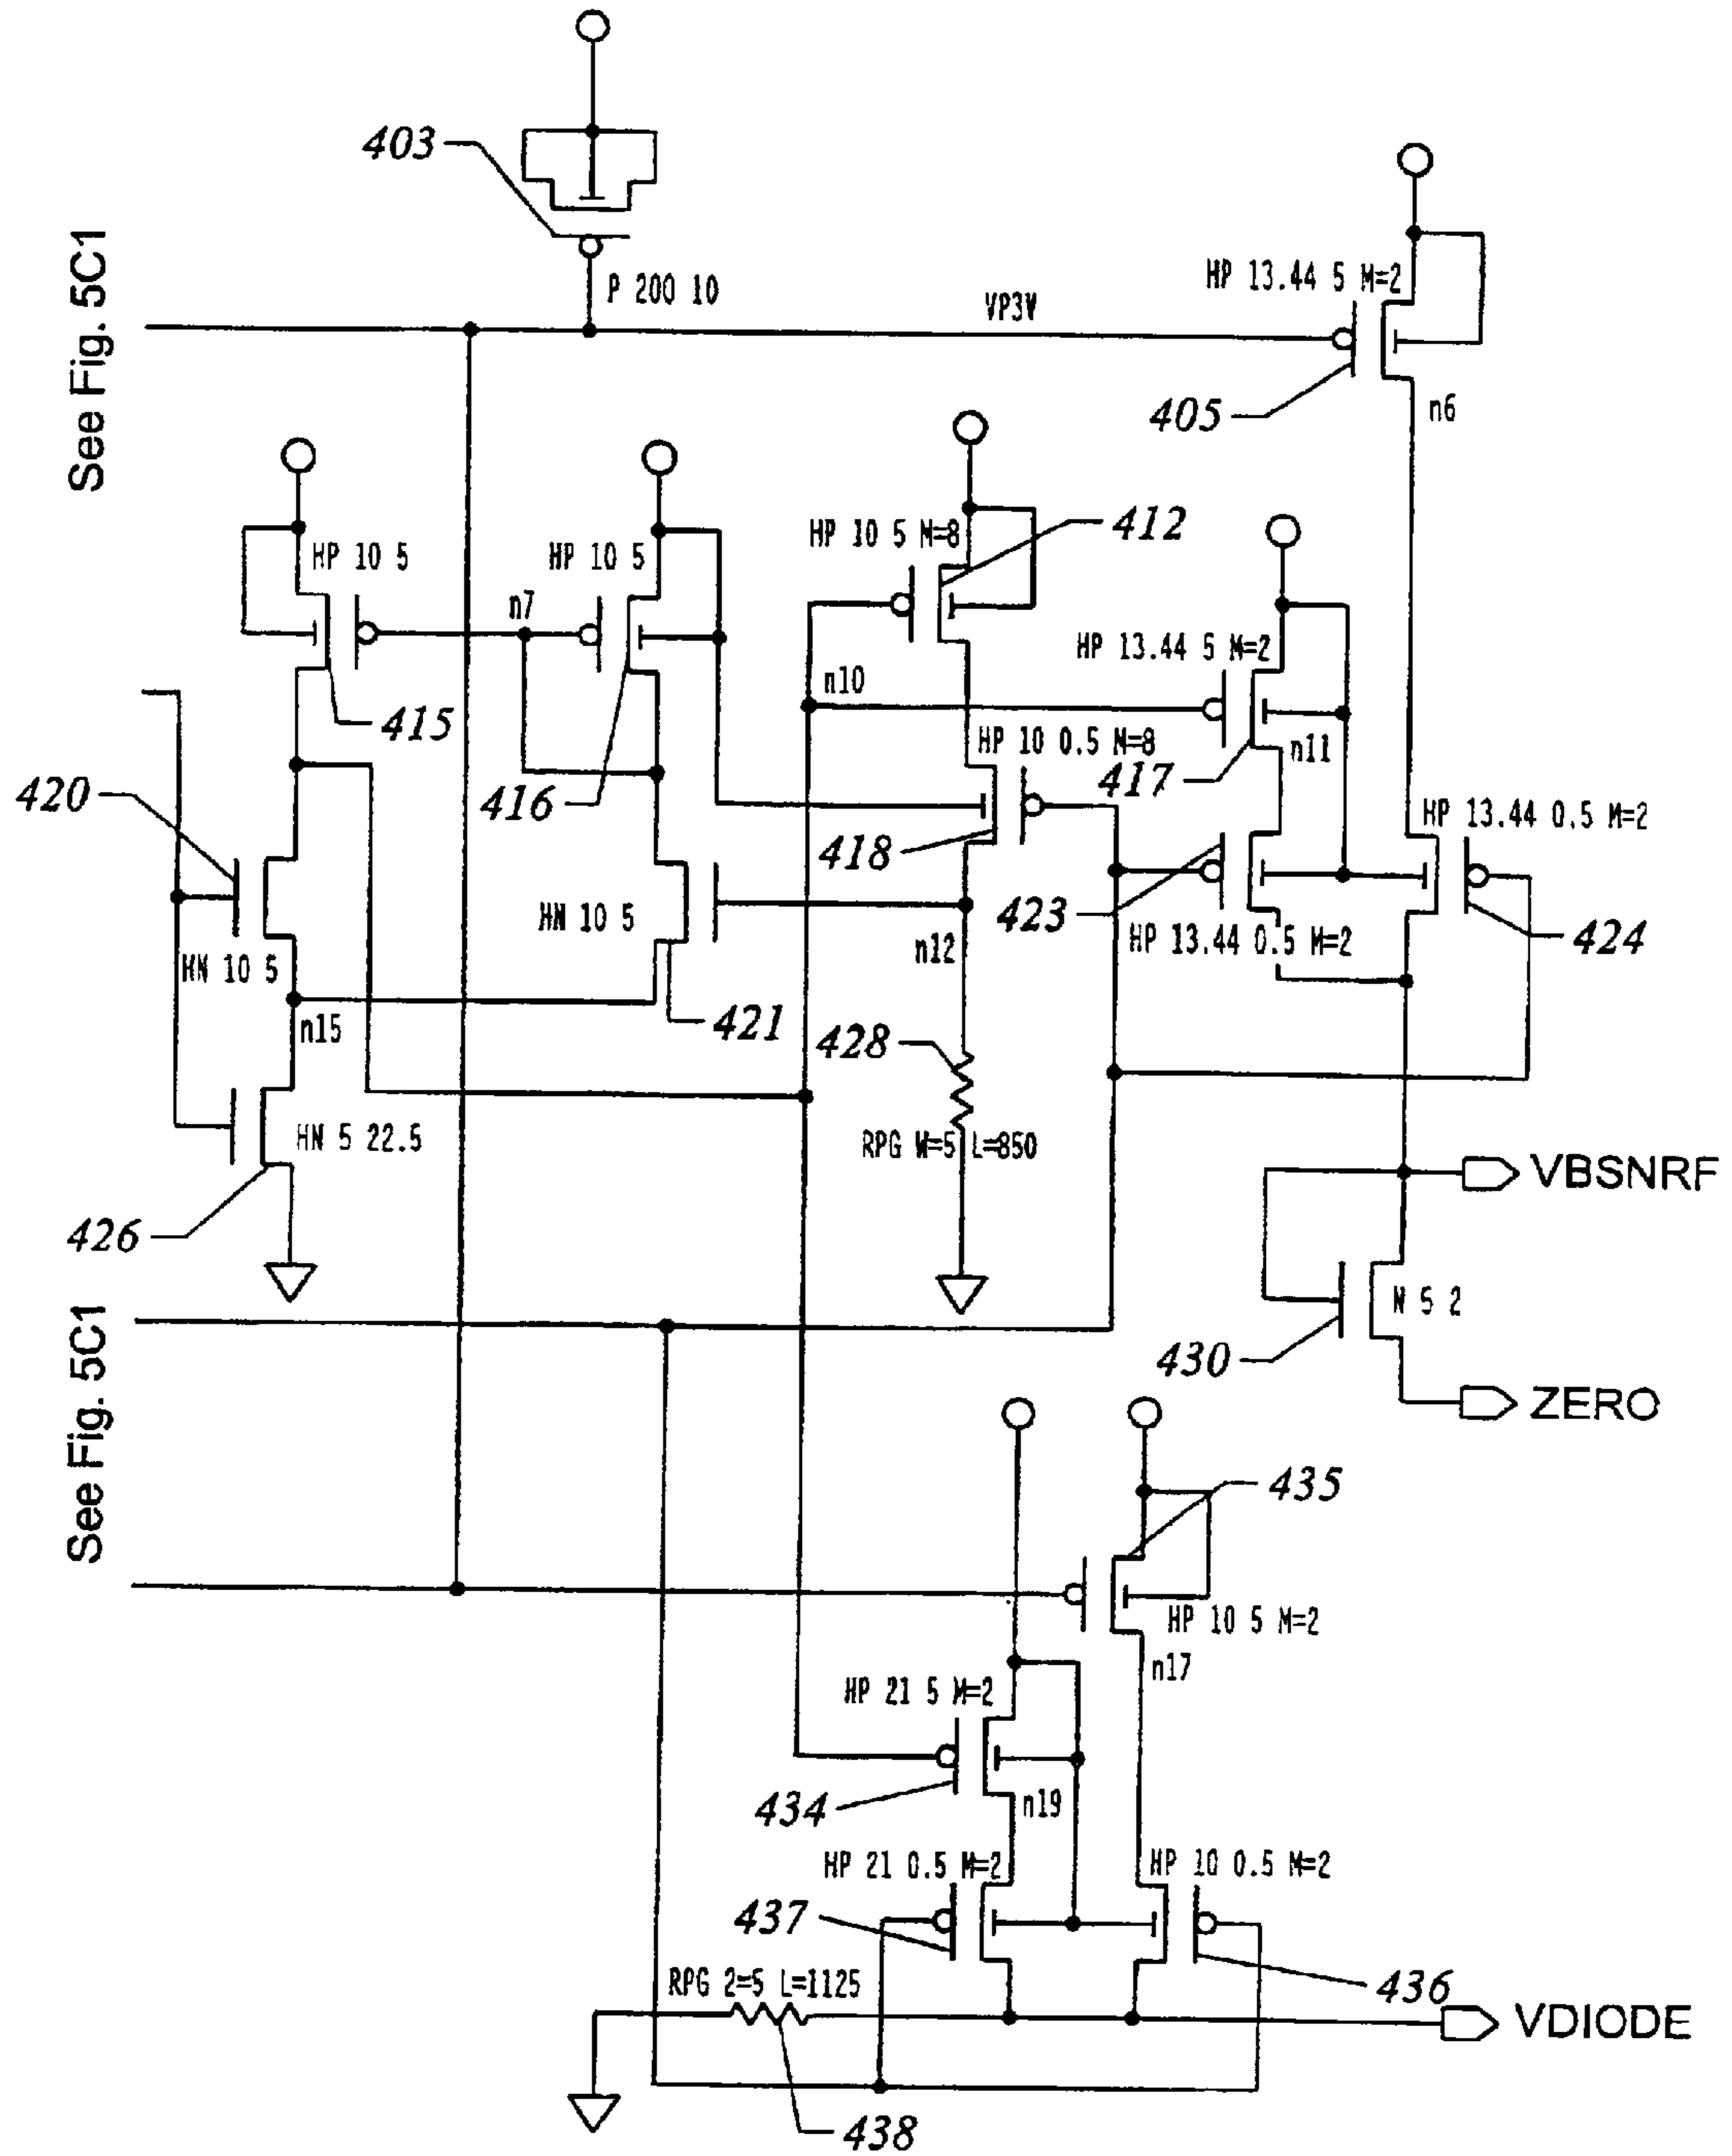 403
See Fig. 5C1
P 200 10
VP3V
HP 13.44 5 M=2
405
n6
HP 10 5
HP 10 5
n7
HP 10 5 M=8
412
HP 13.44 5 M=2
n10
415
HP 10 0.5 M=8
n11
417
420
416
418
HP 13.44 0.5 M=2
HN 10 5
423
HP 13.44 0.5 M=2
424
HN 10 5
n12
n15
421
428
HN 5 22.5
RPG W=5 L=850
VBSNRF
426
N 5 2
See Fig. 5C1
430
ZERO
435
HP 10 5 M=2
n17
HP 21 5 M=2
434
n19
HP 21 0.5 M=2
HP 10 0.5 M=2
437
RPG 2=5 L=1125
436
VDIODE
438